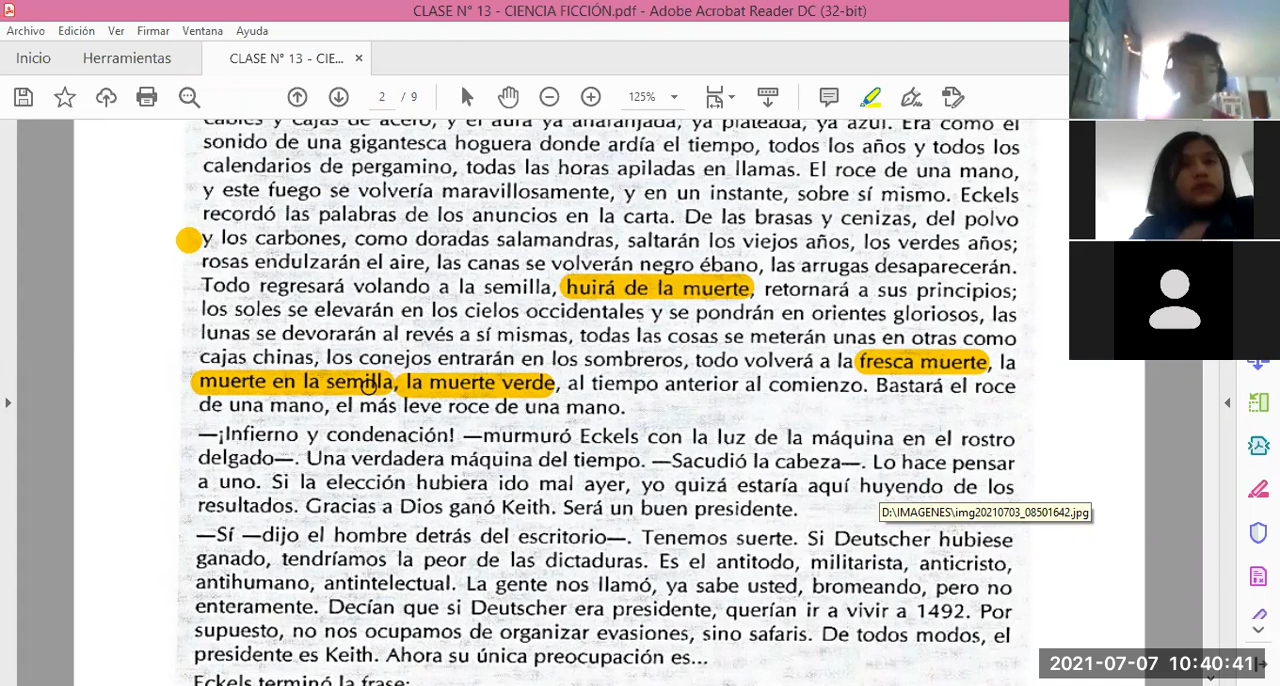 CLASE N° 13 - CIENCIA FICCIÓN.pdf - Adobe Acrobat Reader DC (32-bit)
Archivo Edición Ver Firmar Ventana Ayuda
Inicio Herramientas CLASE N° 13 - CIE... ×
2 / 9 125%
cables y cajas de acero, y el aura ya anaranjada, ya plateada, ya azul. Era como el
sonido de una gigantesca hoguera donde ardía el tiempo, todos los años y todos los
calendarios de pergamino, todas las horas apiladas en llamas. El roce de una mano,
y este fuego se volvería maravillosamente, y en un instante, sobre sí mismo. Eckels
recordó las palabras de los anuncios en la carta. De las brasas y cenizas, del polvo
y los carbones, como doradas salamandras, saltarán los viejos años, los verdes años;
rosas endulzarán el aire, las canas se volverán negro ébano, las arrugas desaparecerán.
Todo regresará volando a la semilla, huirá de la muerte, retornará a sus principios;
los soles se elevarán en los cielos occidentales y se pondrán en orientes gloriosos, las
lunas se devorarán al revés a sí mismas, todas las cosas se meterán unas en otras como
cajas chinas, los conejos entrarán en los sombreros, todo volverá a la fresca muerte, la
muerte en la semilla, la muerte verde, al tiempo anterior al comienzo. Bastará el roce
de una mano, el más leve roce de una mano.
—¡Infierno y condenación! —murmuró Eckels con la luz de la máquina en el rostro
delgado—. Una verdadera máquina del tiempo. —Sacudió la cabeza—. Lo hace pensar
a uno. Si la elección hubiera ido mal ayer, yo quizá estaría aquí huyendo de los
resultados. Gracias a Dios ganó Keith. Será un buen presidente.
D:\IMAGENES\img20210703_08501642.jpg
—Sí —dijo el hombre detrás del escritorio—. Tenemos suerte. Si Deutscher hubiese
ganado, tendríamos la peor de las dictaduras. Es el antitodo, militarista, anticristo,
antihumano, antintelectual. La gente nos llamó, ya sabe usted, bromeando, pero no
enteramente. Decían que si Deutscher era presidente, querían ir a vivir a 1492. Por
supuesto, no nos ocupamos de organizar evasiones, sino safaris. De todos modos, el
presidente es Keith. Ahora su única preocupación es...
Eckels terminó la frase:
2021-07-07 10:40:41